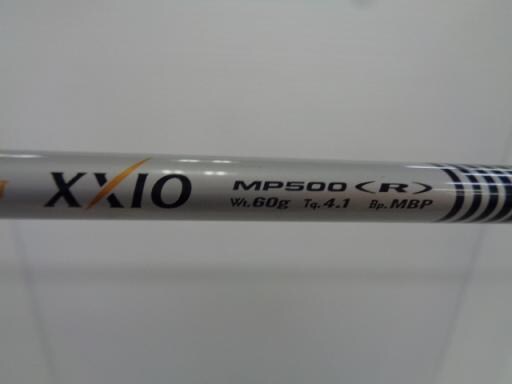 XXIO
MP500 <R>
Wt.60g Tq.4.1 Bp.MBP